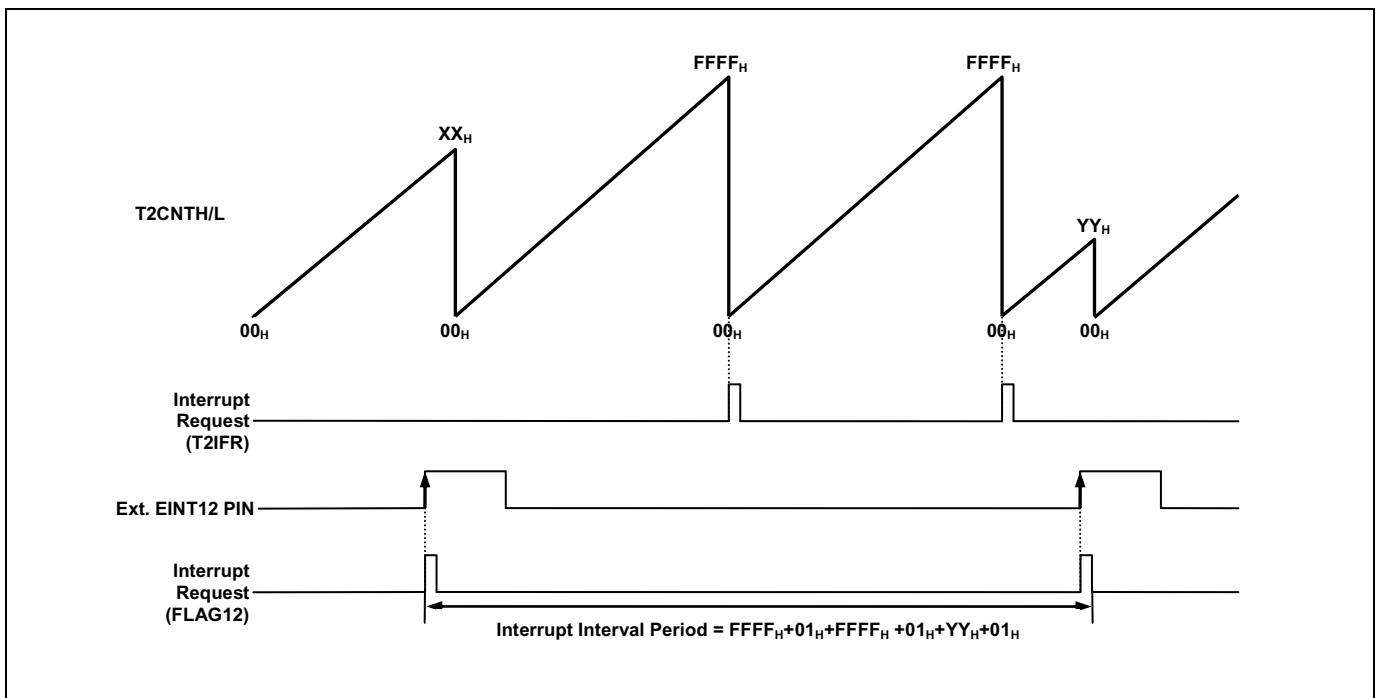 FFFFH FFFFH
XXH
T2CNTH/L
YYH
00H 00H 00H 00H 00H
Interrupt
Request
(T2IFR)
Ext. EINT12 PIN
Interrupt
Request
(FLAG12)
Interrupt Interval Period = FFFFH+01H+FFFFH +01H+YYH+01H